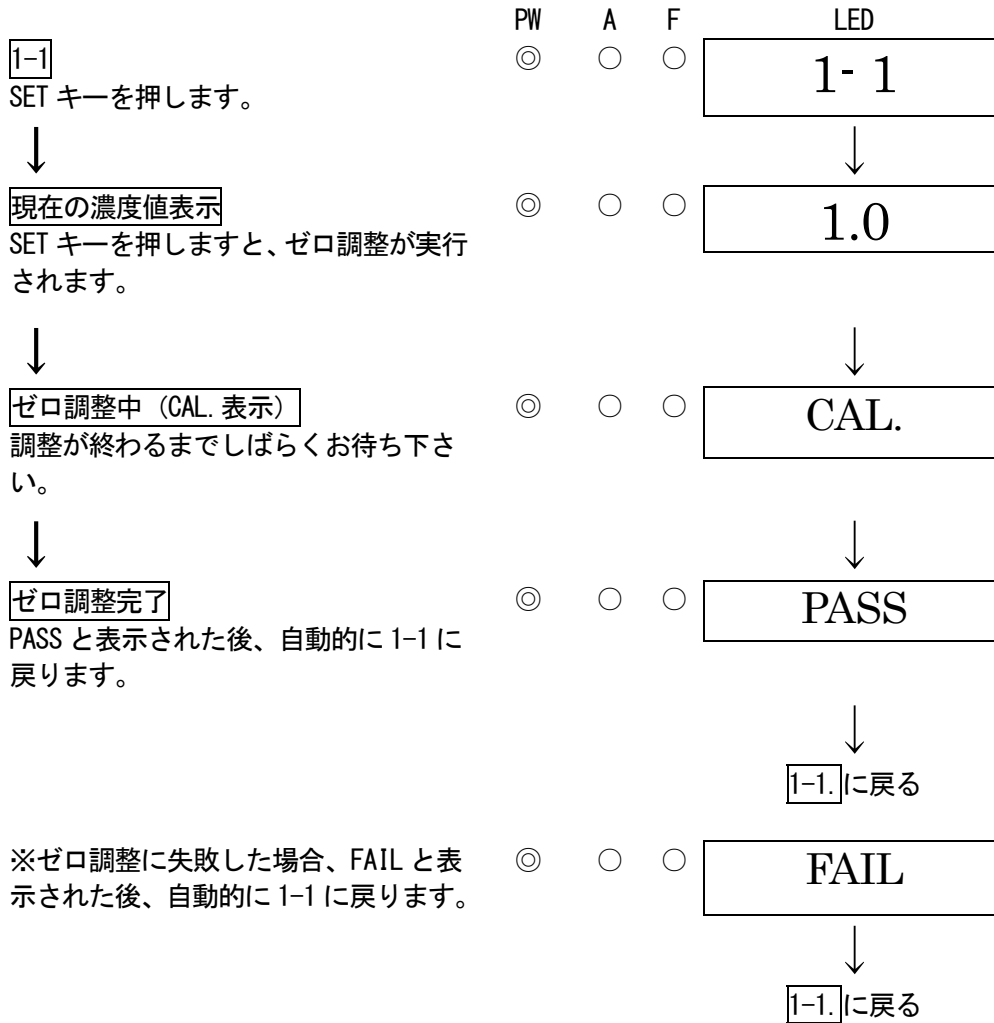 PW A F LED
1-1 ◎ ○ ○ 1- 1
SET キーを押します。
↓ ↓
現在の濃度値表示 ◎ ○ ○ 1.0
SET キーを押しますと、ゼロ調整が実行
されます。
↓ ↓
ゼロ調整中（CAL. 表示） ◎ ○ ○ CAL.
調整が終わるまでしばらくお待ち下さ
い。
↓ ↓
ゼロ調整完了 ◎ ○ ○ PASS
PASS と表示された後、自動的に 1-1 に
戻ります。
↓
1-1. に戻る
※ゼロ調整に失敗した場合、FAIL と表 ◎ ○ ○ FAIL
示された後、自動的に 1-1 に戻ります。
↓
1-1. に戻る